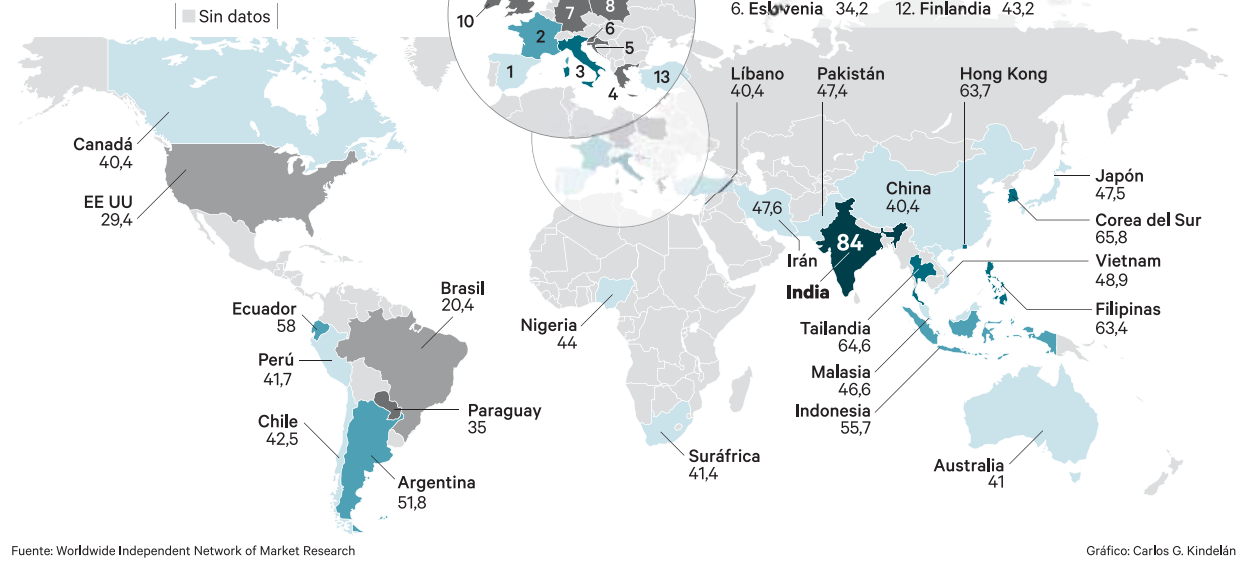 Sin datos
6. Eslovenia 34,2
12. Finlandia 43,2
10
7
8
6
5
2
1
3
4
13
Líbano
40,4
Pakistán
47,4
Hong Kong
63,7
Canadá
40,4
EE UU
29,4
Japón
47,5
Corea del Sur
65,8
China
40,4
47,6
Irán
84
India
Vietnam
48,9
Filipinas
63,4
Brasil
20,4
Ecuador
58
Perú
41,7
Chile
42,5
Paraguay
35
Argentina
51,8
Nigeria
44
Suráfrica
41,4
Tailandia
64,6
Malasia
46,6
Indonesia
55,7
Australia
41
Fuente: Worldwide Independent Network of Market Research
Gráfico: Carlos G. Kindelán